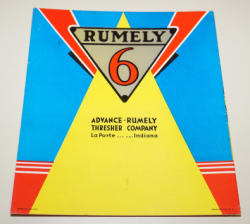 RUMELY
6
ADVANCE-RUMELY
THRESHER COMPANY
La Porte ... ... Indiana